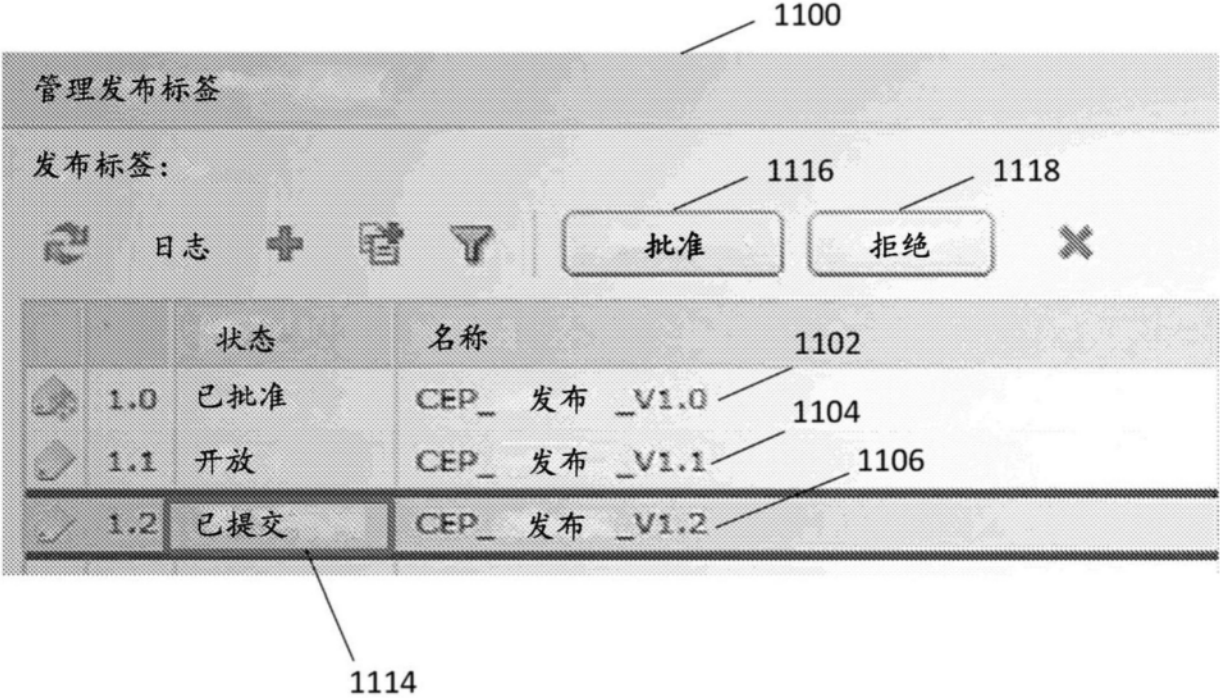 1100
管理发布标签
发布标签:
1116 1118
日志 批准 拒绝
状态 名称
1102
1.0 已批准 CEP_ 发布 _V1.0
1104
1.1 开放 CEP_ 发布 _V1.1
1106
1.2 已提交 CEP_ 发布 _V1.2
1114